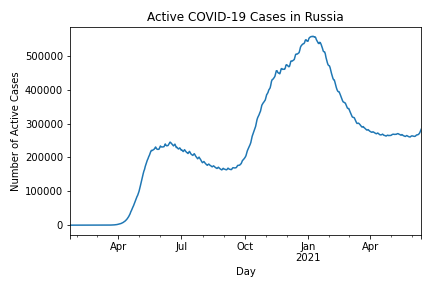 Active COVID-19 Cases in Russia
Number of Active Cases
500000
400000
300000
200000
100000
0
Apr
Jul
Oct
Jan
2021
Apr
Day